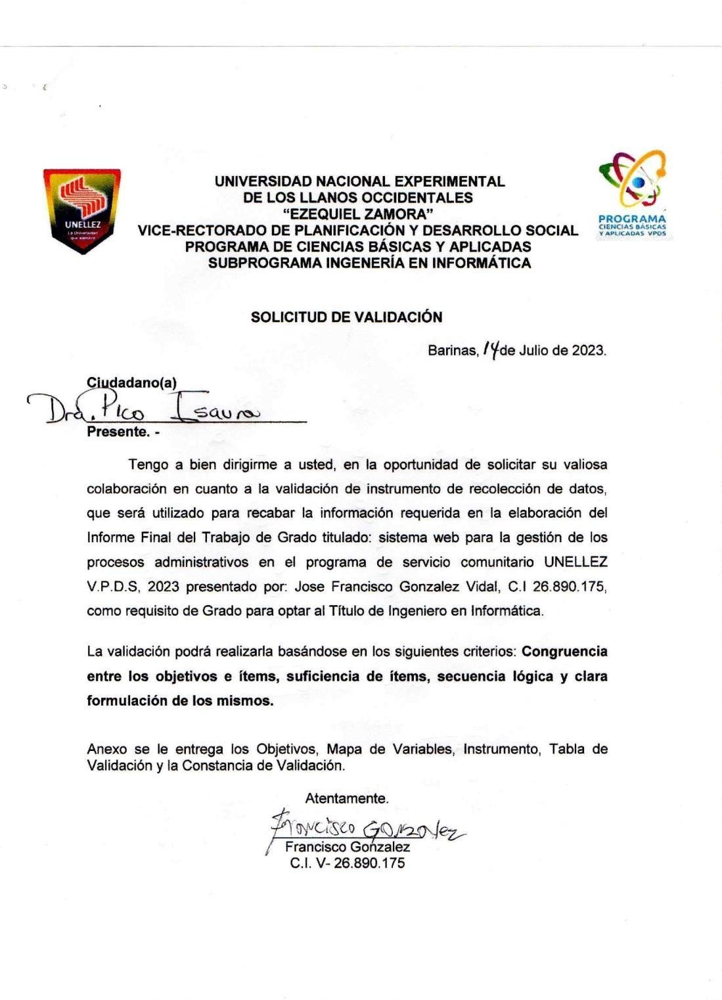 UNELLEZ
La Universidad
que siembra
PROGRAMA
CIENCIAS BÁSICAS
Y APLICADAS VPDS
UNIVERSIDAD NACIONAL EXPERIMENTAL
DE LOS LLANOS OCCIDENTALES
“EZEQUIEL ZAMORA”
VICE-RECTORADO DE PLANIFICACIÓN Y DESARROLLO SOCIAL
PROGRAMA DE CIENCIAS BÁSICAS Y APLICADAS
SUBPROGRAMA INGENERÍA EN INFORMÁTICA
SOLICITUD DE VALIDACIÓN
Barinas, 14 de Julio de 2023.
Ciudadano(a)
Dra. Pico Isaura
Presente. -
Tengo a bien dirigirme a usted, en la oportunidad de solicitar su valiosa
colaboración en cuanto a la validación de instrumento de recolección de datos,
que será utilizado para recabar la información requerida en la elaboración del
Informe Final del Trabajo de Grado titulado: sistema web para la gestión de los
procesos administrativos en el programa de servicio comunitario UNELLEZ
V.P.D.S, 2023 presentado por: Jose Francisco Gonzalez Vidal, C.I 26.890.175,
como requisito de Grado para optar al Título de Ingeniero en Informática.
La validación podrá realizarla basándose en los siguientes criterios: Congruencia
entre los objetivos e ítems, suficiencia de ítems, secuencia lógica y clara
formulación de los mismos.
Anexo se le entrega los Objetivos, Mapa de Variables, Instrumento, Tabla de
Validación y la Constancia de Validación.
Atentamente.
Francisco Gonzalez
Francisco Gonzalez
C.I. V- 26.890.175